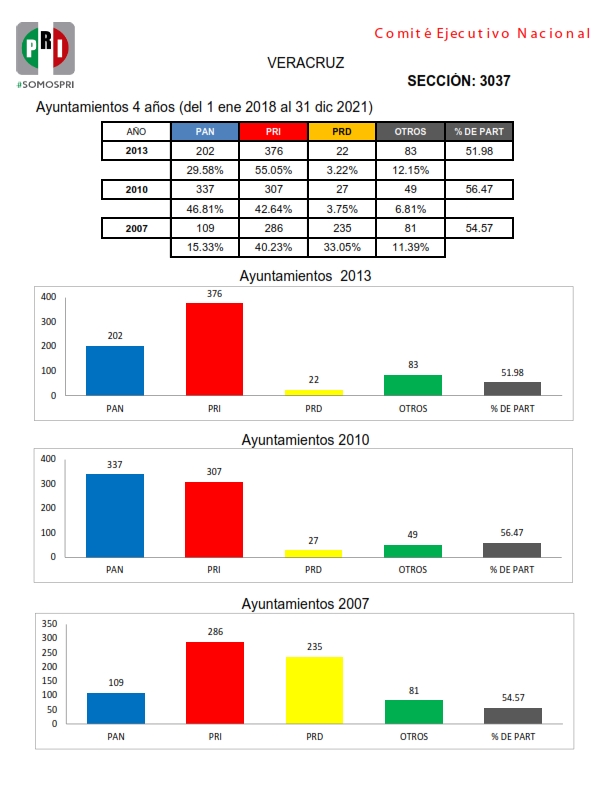 Comité Ejecutivo Nacional
PRI
#SOMOSPRI
VERACRUZ
SECCIÓN: 3037
Ayuntamientos 4 años (del 1 ene 2018 al 31 dic 2021)
AÑO PAN PRI PRD OTROS % DE PART
2013 202 376 22 83 51.98
29.58% 55.05% 3.22% 12.15%
2010 337 307 27 49 56.47
46.81% 42.64% 3.75% 6.81%
2007 109 286 235 81 54.57
15.33% 40.23% 33.05% 11.39%
Ayuntamientos 2013
400
300
200
100
0
202
376
22
83
51.98
PAN PRI PRD OTROS % DE PART
Ayuntamientos 2010
400
300
200
100
0
337
307
27
49
56.47
PAN PRI PRD OTROS % DE PART
Ayuntamientos 2007
350
300
250
200
150
100
50
0
109
286
235
81
54.57
PAN PRI PRD OTROS % DE PART